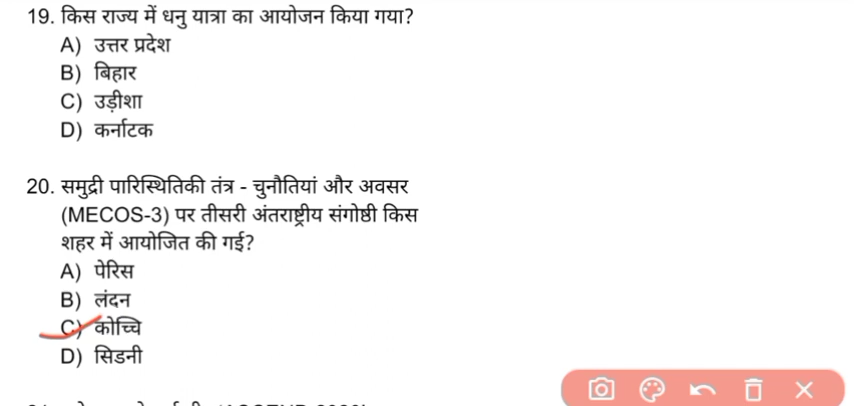 19. किस राज्य में धनु यात्रा का आयोजन किया गया?
A) उत्तर प्रदेश
B) बिहार
C) उड़ीशा
D) कर्नाटक
20. समुद्री पारिस्थितिकी तंत्र - चुनौतियां और अवसर
(MECOS-3) पर तीसरी अंतराष्ट्रीय संगोष्ठी किस
शहर में आयोजित की गई?
A) पेरिस
B) लंदन
C) कोच्चि
D) सिडनी